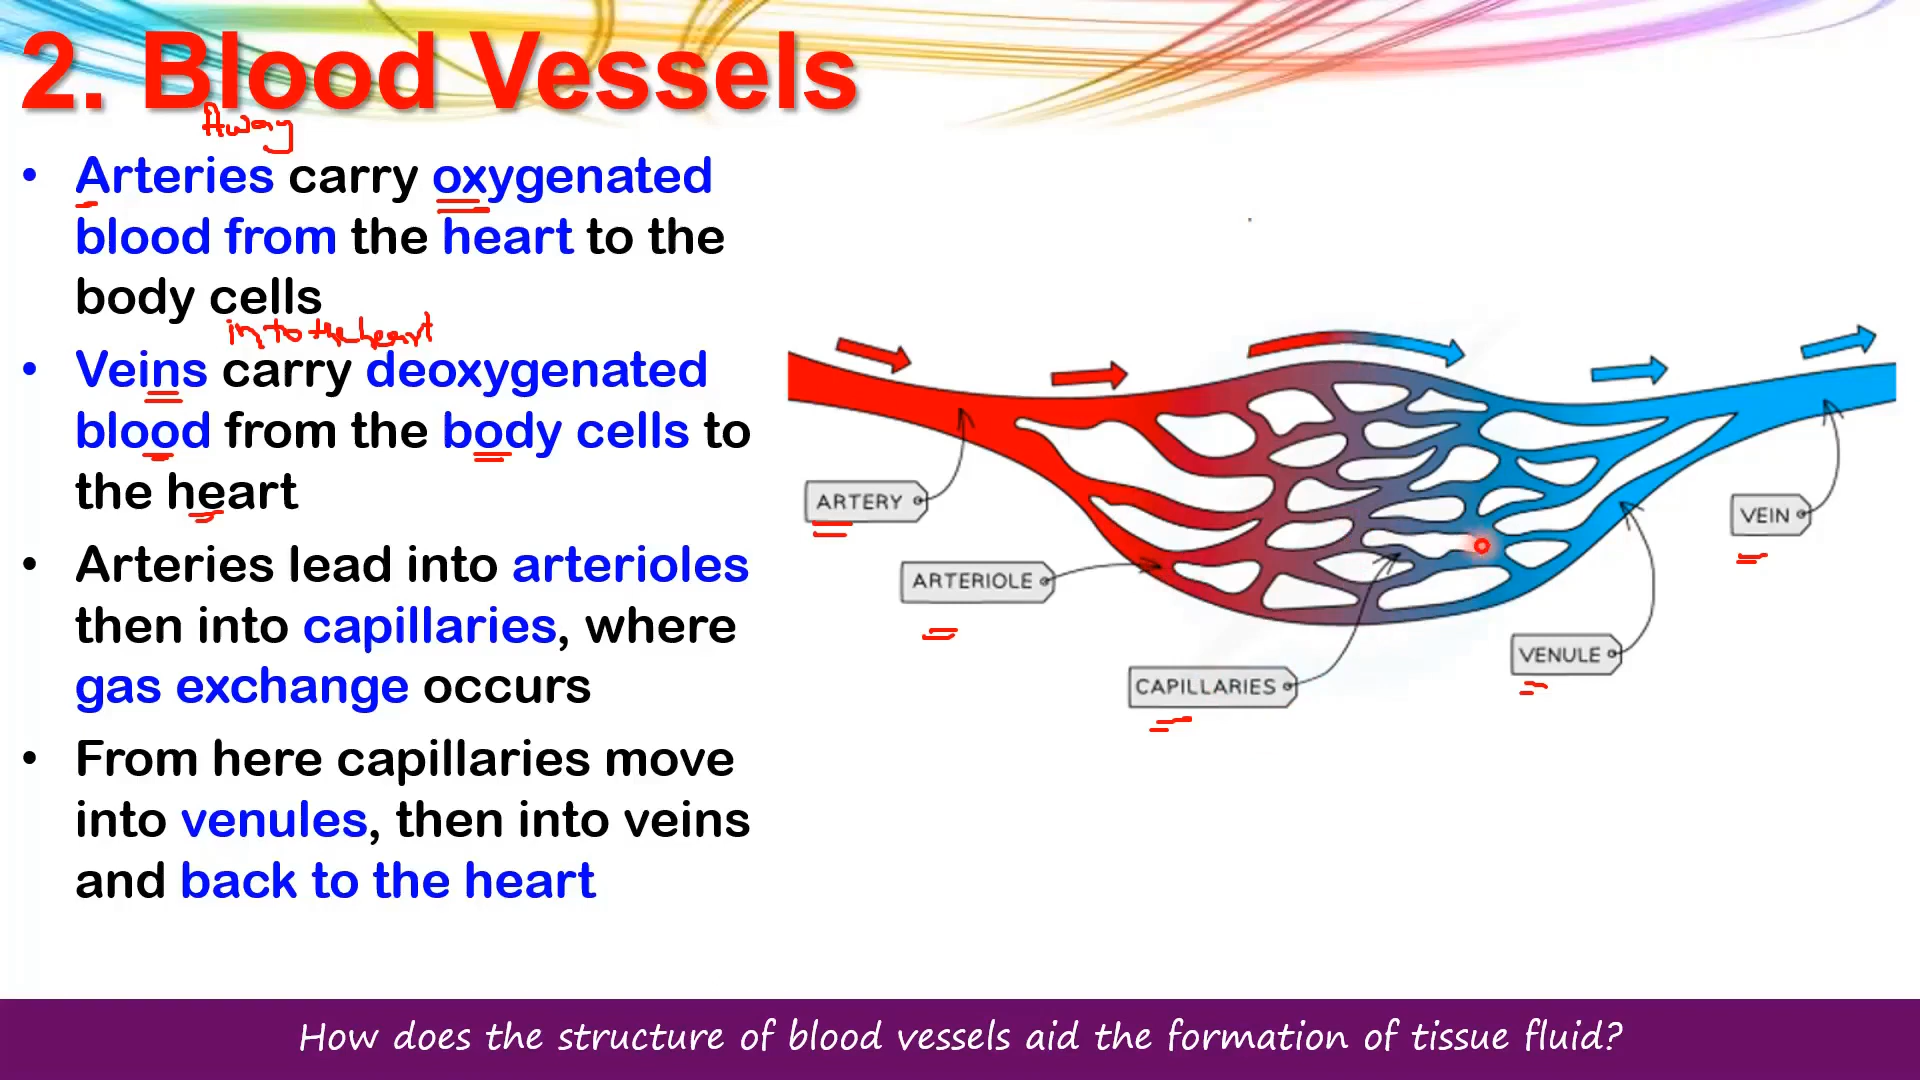 2. Blood Vessels
Away
• Arteries carry oxygenated
blood from the heart to the
body cells
in to the heart
• Veins carry deoxygenated
blood from the body cells to
the heart
• Arteries lead into arterioles
then into capillaries, where
gas exchange occurs
• From here capillaries move
into venules, then into veins
and back to the heart
ARTERY
ARTERIOLE
CAPILLARIES
VENULE
VEIN
How does the structure of blood vessels aid the formation of tissue fluid?